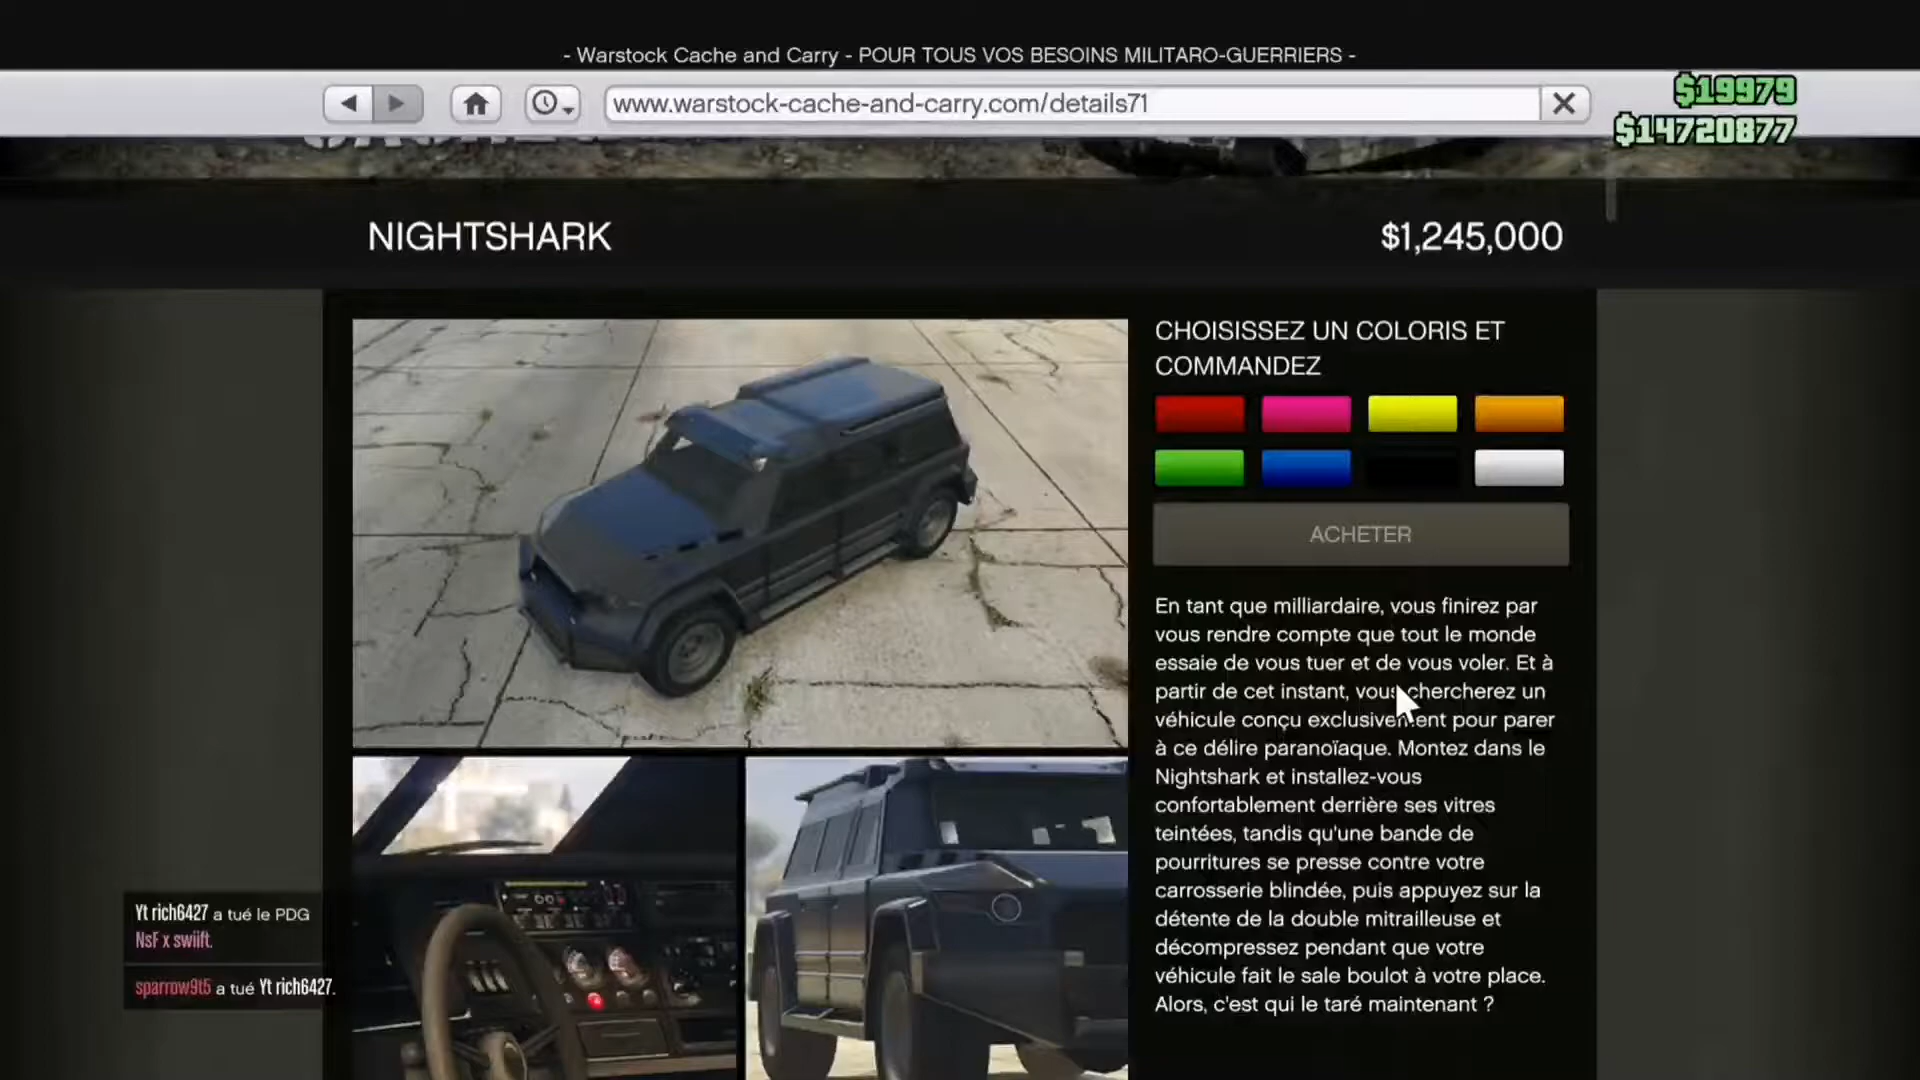 - Warstock Cache and Carry - POUR TOUS VOS BESOINS MILITARO-GUERRIERS -
www.warstock-cache-and-carry.com/details71
$19979
$14720877
NIGHTSHARK
$1,245,000
CHOISISSEZ UN COLORIS ET
COMMANDEZ
ACHETER
En tant que milliardaire, vous finirez par
vous rendre compte que tout le monde
essaie de vous tuer et de vous voler. Et à
partir de cet instant, vous chercherez un
véhicule conçu exclusivement pour parer
à ce délire paranoïaque. Montez dans le
Nightshark et installez-vous
confortablement derrière ses vitres
teintées, tandis qu'une bande de
pourritures se presse contre votre
carrosserie blindée, puis appuyez sur la
détente de la double mitrailleuse et
décompressez pendant que votre
véhicule fait le sale boulot à votre place.
Alors, c'est qui le taré maintenant ?
Yt rich6427 a tué le PDG
NsF x swiift.
sparrow9t5 a tué Yt rich6427.